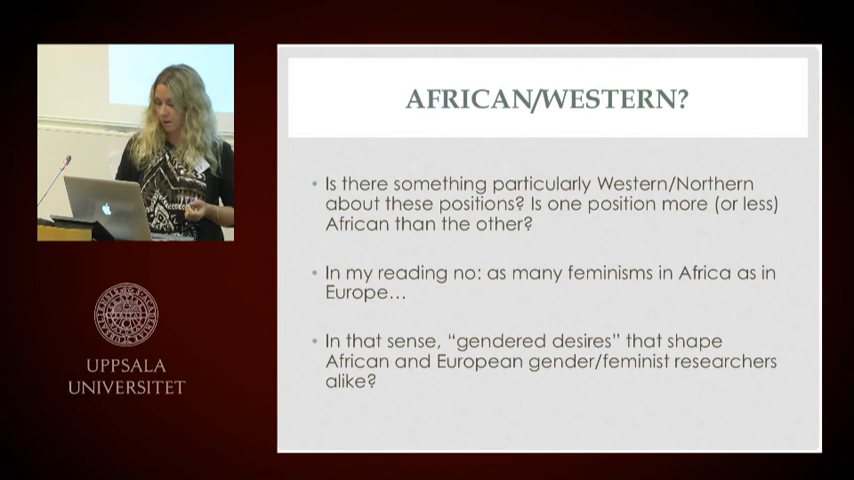 AFRICAN/WESTERN?
• Is there something particularly Western/Northern
about these positions? Is one position more (or less)
African than the other?
• In my reading no: as many feminisms in Africa as in
Europe…
• In that sense, “gendered desires” that shape
African and European gender/feminist researchers
alike?
UPPSALA
UNIVERSITET